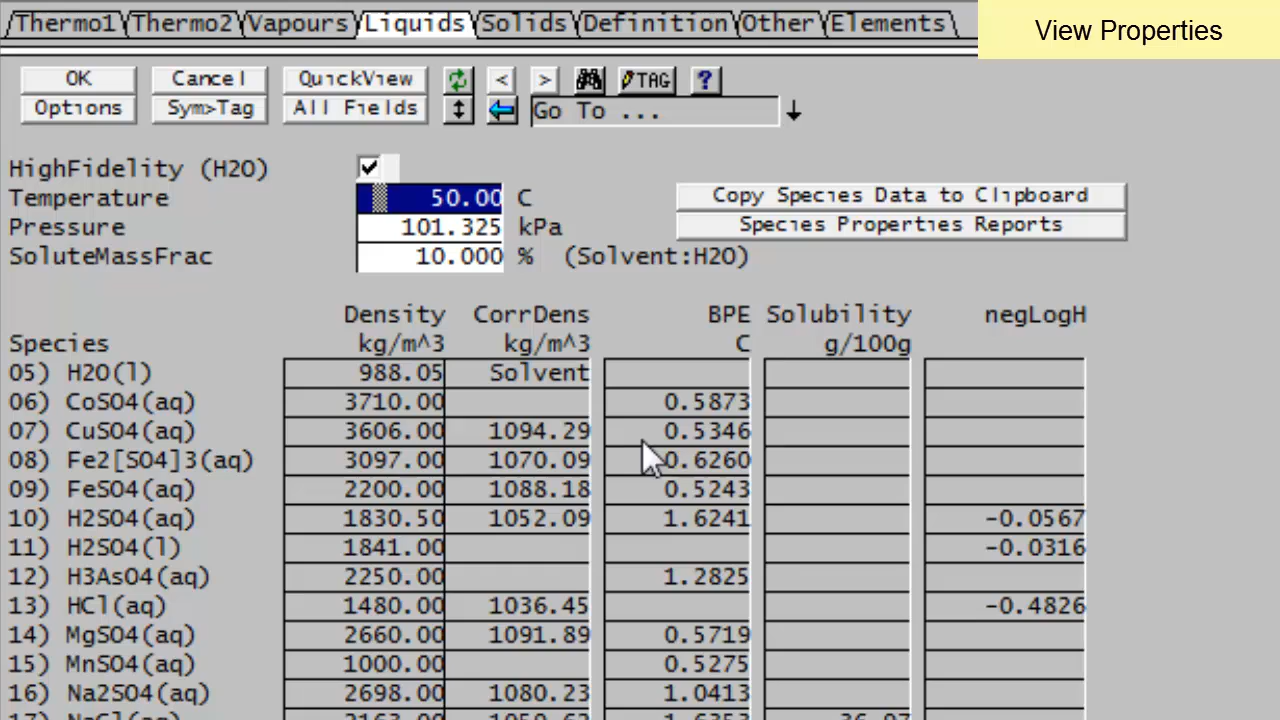 Thermo1 Thermo2 Vapours Liquids Solids Definition Other Elements
View Properties
OK Cancel QuickView < > TAG ?
Options Sym>Tag All Fields Go To ...
HighFidelity (H2O)
Temperature 50.00 C Copy Species Data to Clipboard
Pressure 101.325 kPa Species Properties Reports
SoluteMassFrac 10.000 % (Solvent:H2O)
Density CorrDens BPE Solubility negLogH
Species kg/m^3 kg/m^3 C g/100g
05) H2O(l) 988.05 Solvent
06) CoSO4(aq) 3710.00 0.5873
07) CuSO4(aq) 3606.00 1094.29 0.5346
08) Fe2[SO4]3(aq) 3097.00 1070.09 0.6260
09) FeSO4(aq) 2200.00 1088.18 0.5243
10) H2SO4(aq) 1830.50 1052.09 1.6241 -0.0567
11) H2SO4(l) 1841.00 -0.0316
12) H3AsO4(aq) 2250.00 1.2825
13) HCl(aq) 1480.00 1036.45 -0.4826
14) MgSO4(aq) 2660.00 1091.89 0.5719
15) MnSO4(aq) 1000.00 0.5275
16) Na2SO4(aq) 2698.00 1080.23 1.0413
17) NaCl(aq)